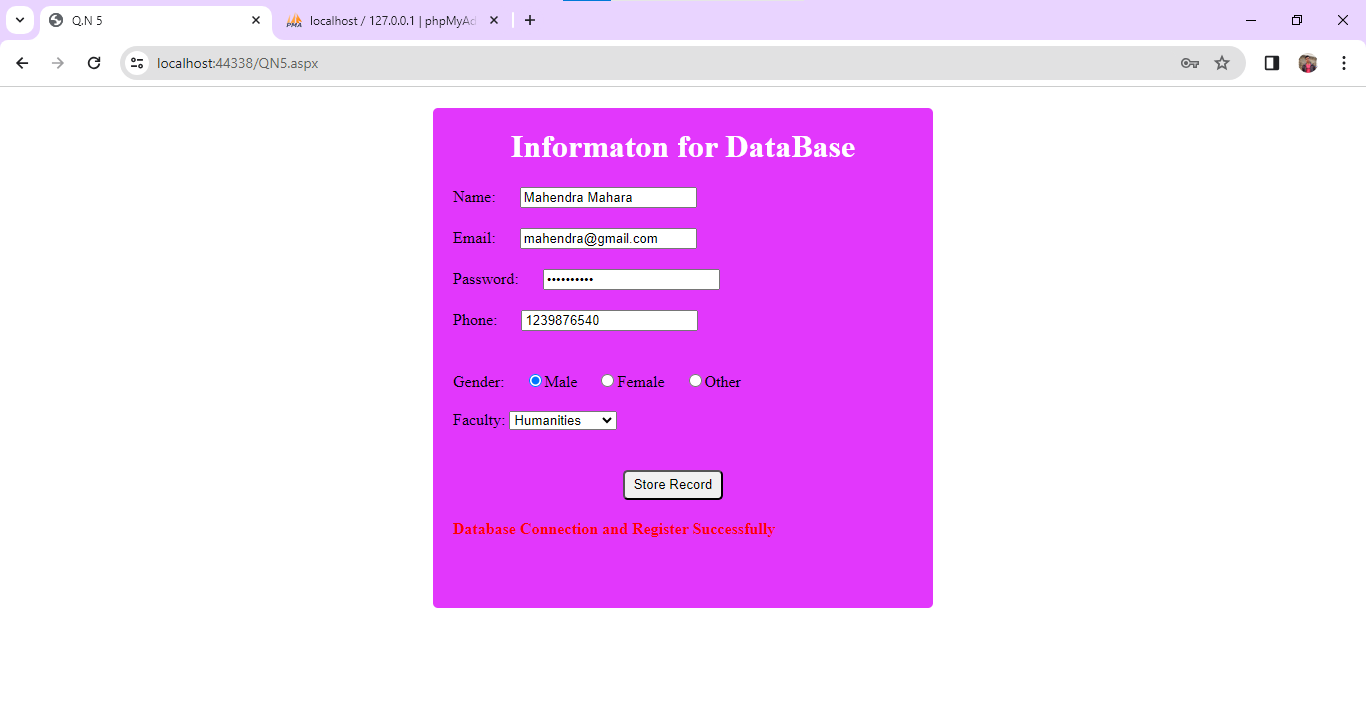 Q.N 5
localhost / 127.0.0.1 | phpMyAd
localhost:44338/QN5.aspx
Informaton for DataBase
Name: Mahendra Mahara
Email: mahendra@gmail.com
Password: ••••••••••
Phone: 1239876540
Gender: Male Female Other
Faculty: Humanities
Store Record
Database Connection and Register Successfully